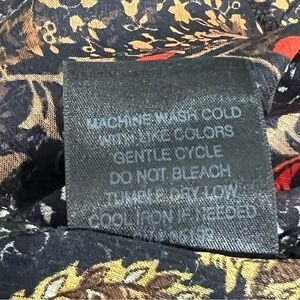 MACHINE WASH COLD
WITH LIKE COLORS
GENTLE CYCLE
DO NOT BLEACH
TUMBLE DRY LOW
COOL IRON IF NEEDED